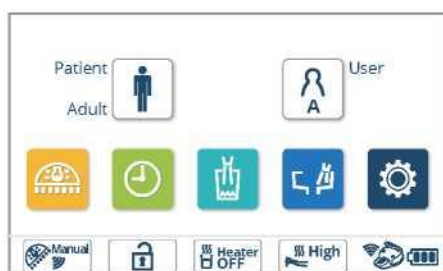 Patient
User
Adult
A
Manual
Heater
OFF
High